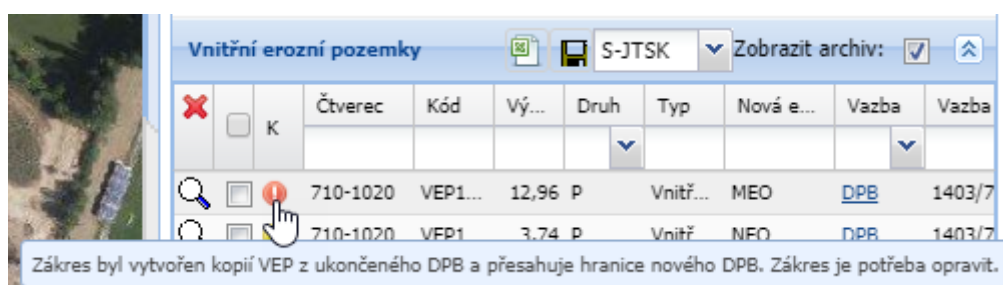 Vnitřní erozní pozemky S-JTSK Zobrazit archiv:
K Čtverec Kód Vý... Druh Typ Nová e... Vazba Vazba
710-1020 VEP1... 12,96 P Vnitř... MEO DPB 1403/7
710-1020 VEP1 3,74 P Vnitř NEO DPB 1403/7
Zákres byl vytvořen kopií VEP z ukončeného DPB a přesahuje hranice nového DPB. Zákres je potřeba opravit.